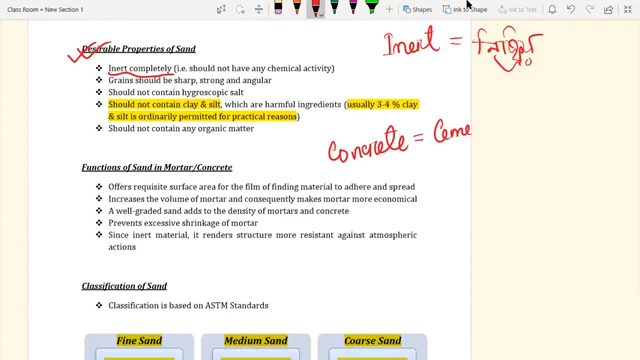 Class Room » New Section 1
Shapes
Ink to Shape
Ink to Text
Desirable Properties of Sand
Inert completely (i.e. should not have any chemical activity)
Grains should be sharp, strong and angular
Should not contain hygroscopic salt
Should not contain clay & silt, which are harmful ingredients (usually 3-4 % clay
& silt is ordinarily permitted for practical reasons)
Should not contain any organic matter
Inert =
Concrete = Ceme
Functions of Sand in Mortar/Concrete
Offers requisite surface area for the film of finding material to adhere and spread
Increases the volume of mortar and consequently makes mortar more economical
A well-graded sand adds to the density of mortars and concrete
Prevents excessive shrinkage of mortar
Since inert material, it renders structure more resistant against atmospheric
actions
Classification of Sand
Classification is based on ASTM Standards
Fine Sand
Medium Sand
Coarse Sand